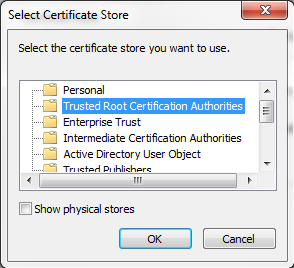 Select Certificate Store
Select the certificate store you want to use.
Personal
Trusted Root Certification Authorities
Enterprise Trust
Intermediate Certification Authorities
Active Directory User Object
Trusted Publishers
Show physical stores
OK
Cancel